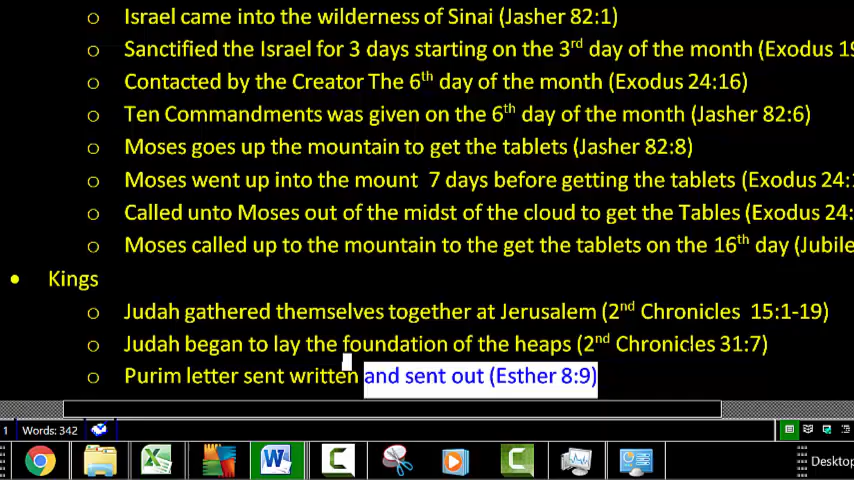 o Israel came into the wilderness of Sinai (Jasher 82:1)
o Sanctified the Israel for 3 days starting on the 3rd day of the month (Exodus 19
o Contacted by the Creator The 6th day of the month (Exodus 24:16)
o Ten Commandments was given on the 6th day of the month (Jasher 82:6)
o Moses goes up the mountain to get the tablets (Jasher 82:8)
o Moses went up into the mount 7 days before getting the tablets (Exodus 24:1
o Called unto Moses out of the midst of the cloud to get the Tables (Exodus 24:
o Moses called up to the mountain to the get the tablets on the 16th day (Jubile
• Kings
o Judah gathered themselves together at Jerusalem (2nd Chronicles 15:1-19)
o Judah began to lay the foundation of the heaps (2nd Chronicles 31:7)
o Purim letter sent written and sent out (Esther 8:9)
1 Words: 342
Desktop